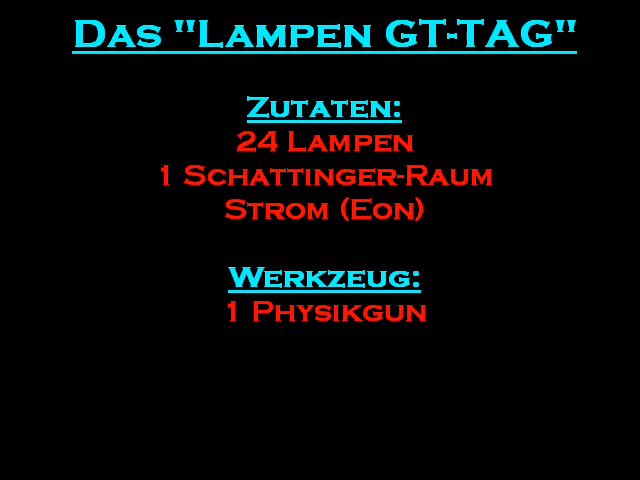 Das "Lampen GT-TAG"
Zutaten:
24 Lampen
1 Schattinger-Raum
Strom (Eon)
Werkzeug:
1 Physikgun